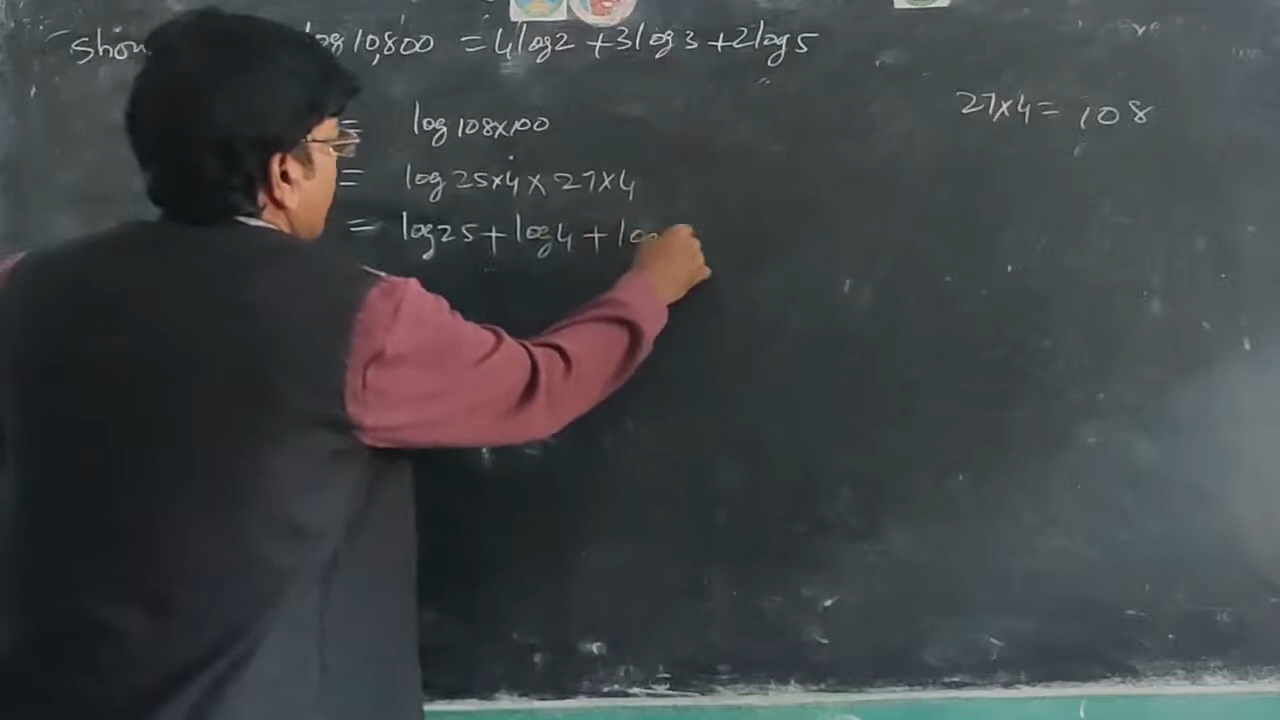 Show log 10,800 = 4log2 + 3log3 + 2log5
27x4 = 108
= log 108x100
= log 25x4 x 27x4
= log25 + log4 + log